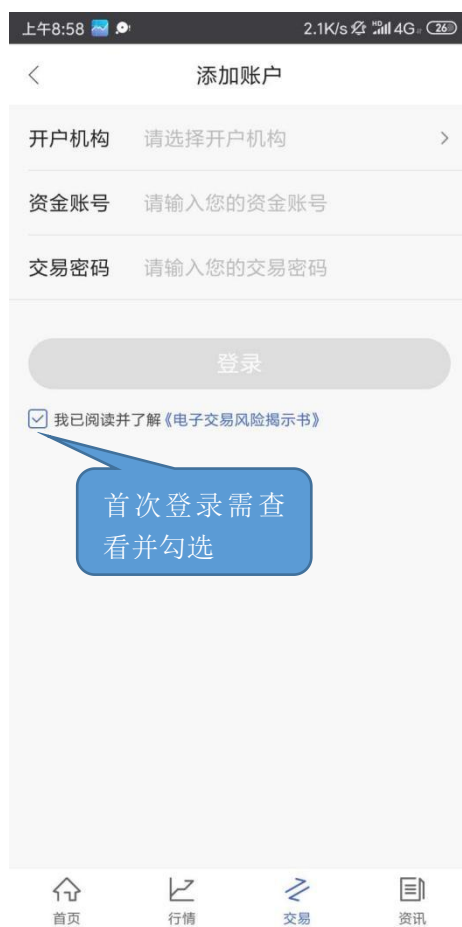 上午8:58 2.1K/s HD 4G 26
添加账户
开户机构 请选择开户机构
资金账号 请输入您的资金账号
交易密码 请输入您的交易密码
登录
我已阅读并了解《电子交易风险揭示书》
首次登录需查
看并勾选
首页 行情 交易 资讯